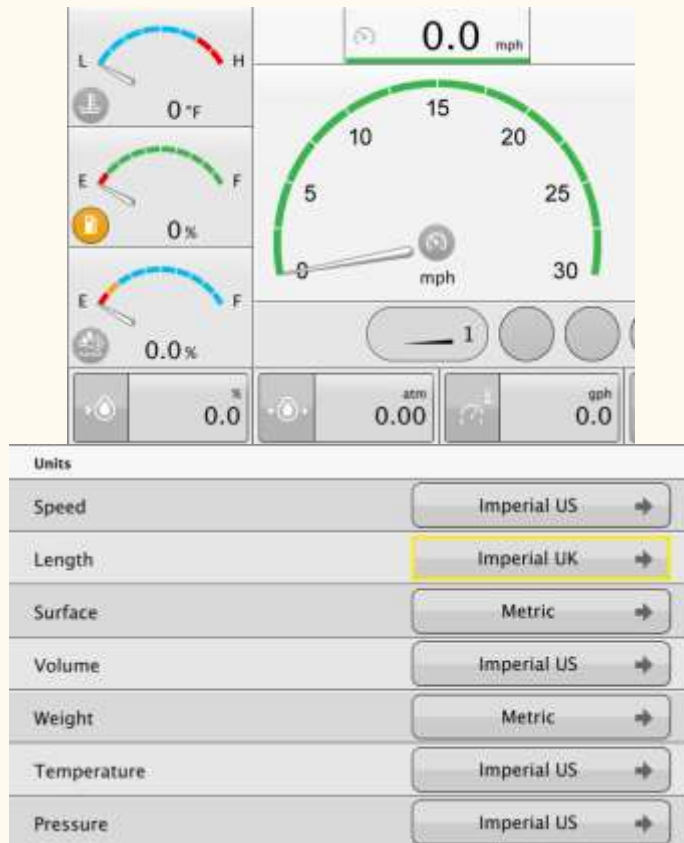 0.0 mph
L H
0 °F
E F
0 %
E F
0.0 %
15
10 20
5 25
0 30
mph
1
%
0.0
atm
0.00
gph
0.0
Units
Speed Imperial US
Length Imperial UK
Surface Metric
Volume Imperial US
Weight Metric
Temperature Imperial US
Pressure Imperial US